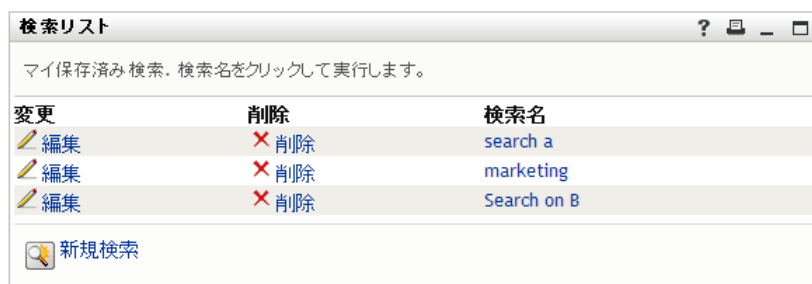 検索リスト ?
マイ保存済み検索. 検索名をクリックして実行します。
変更 削除 検索名
編集 削除 search a
編集 削除 marketing
編集 削除 Search on B
新規検索